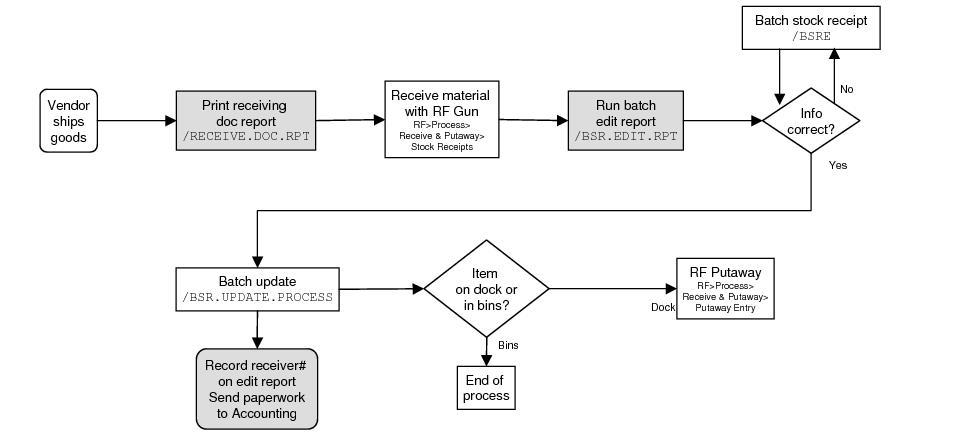 Batch stock receipt
/BSRE
Vendor
ships
goods
Print receiving
doc report
/RECEIVE.DOC.RPT
Receive material
with RF Gun
RF>Process>
Receive & Putaway>
Stock Receipts
Run batch
edit report
/BSR.EDIT.RPT
Info
correct?
No
Yes
Batch update
/BSR.UPDATE.PROCESS
Item
on dock or
in bins?
Dock
RF Putaway
RF>Process>
Receive & Putaway>
Putaway Entry
Bins
Record receiver#
on edit report
Send paperwork
to Accounting
End of
process